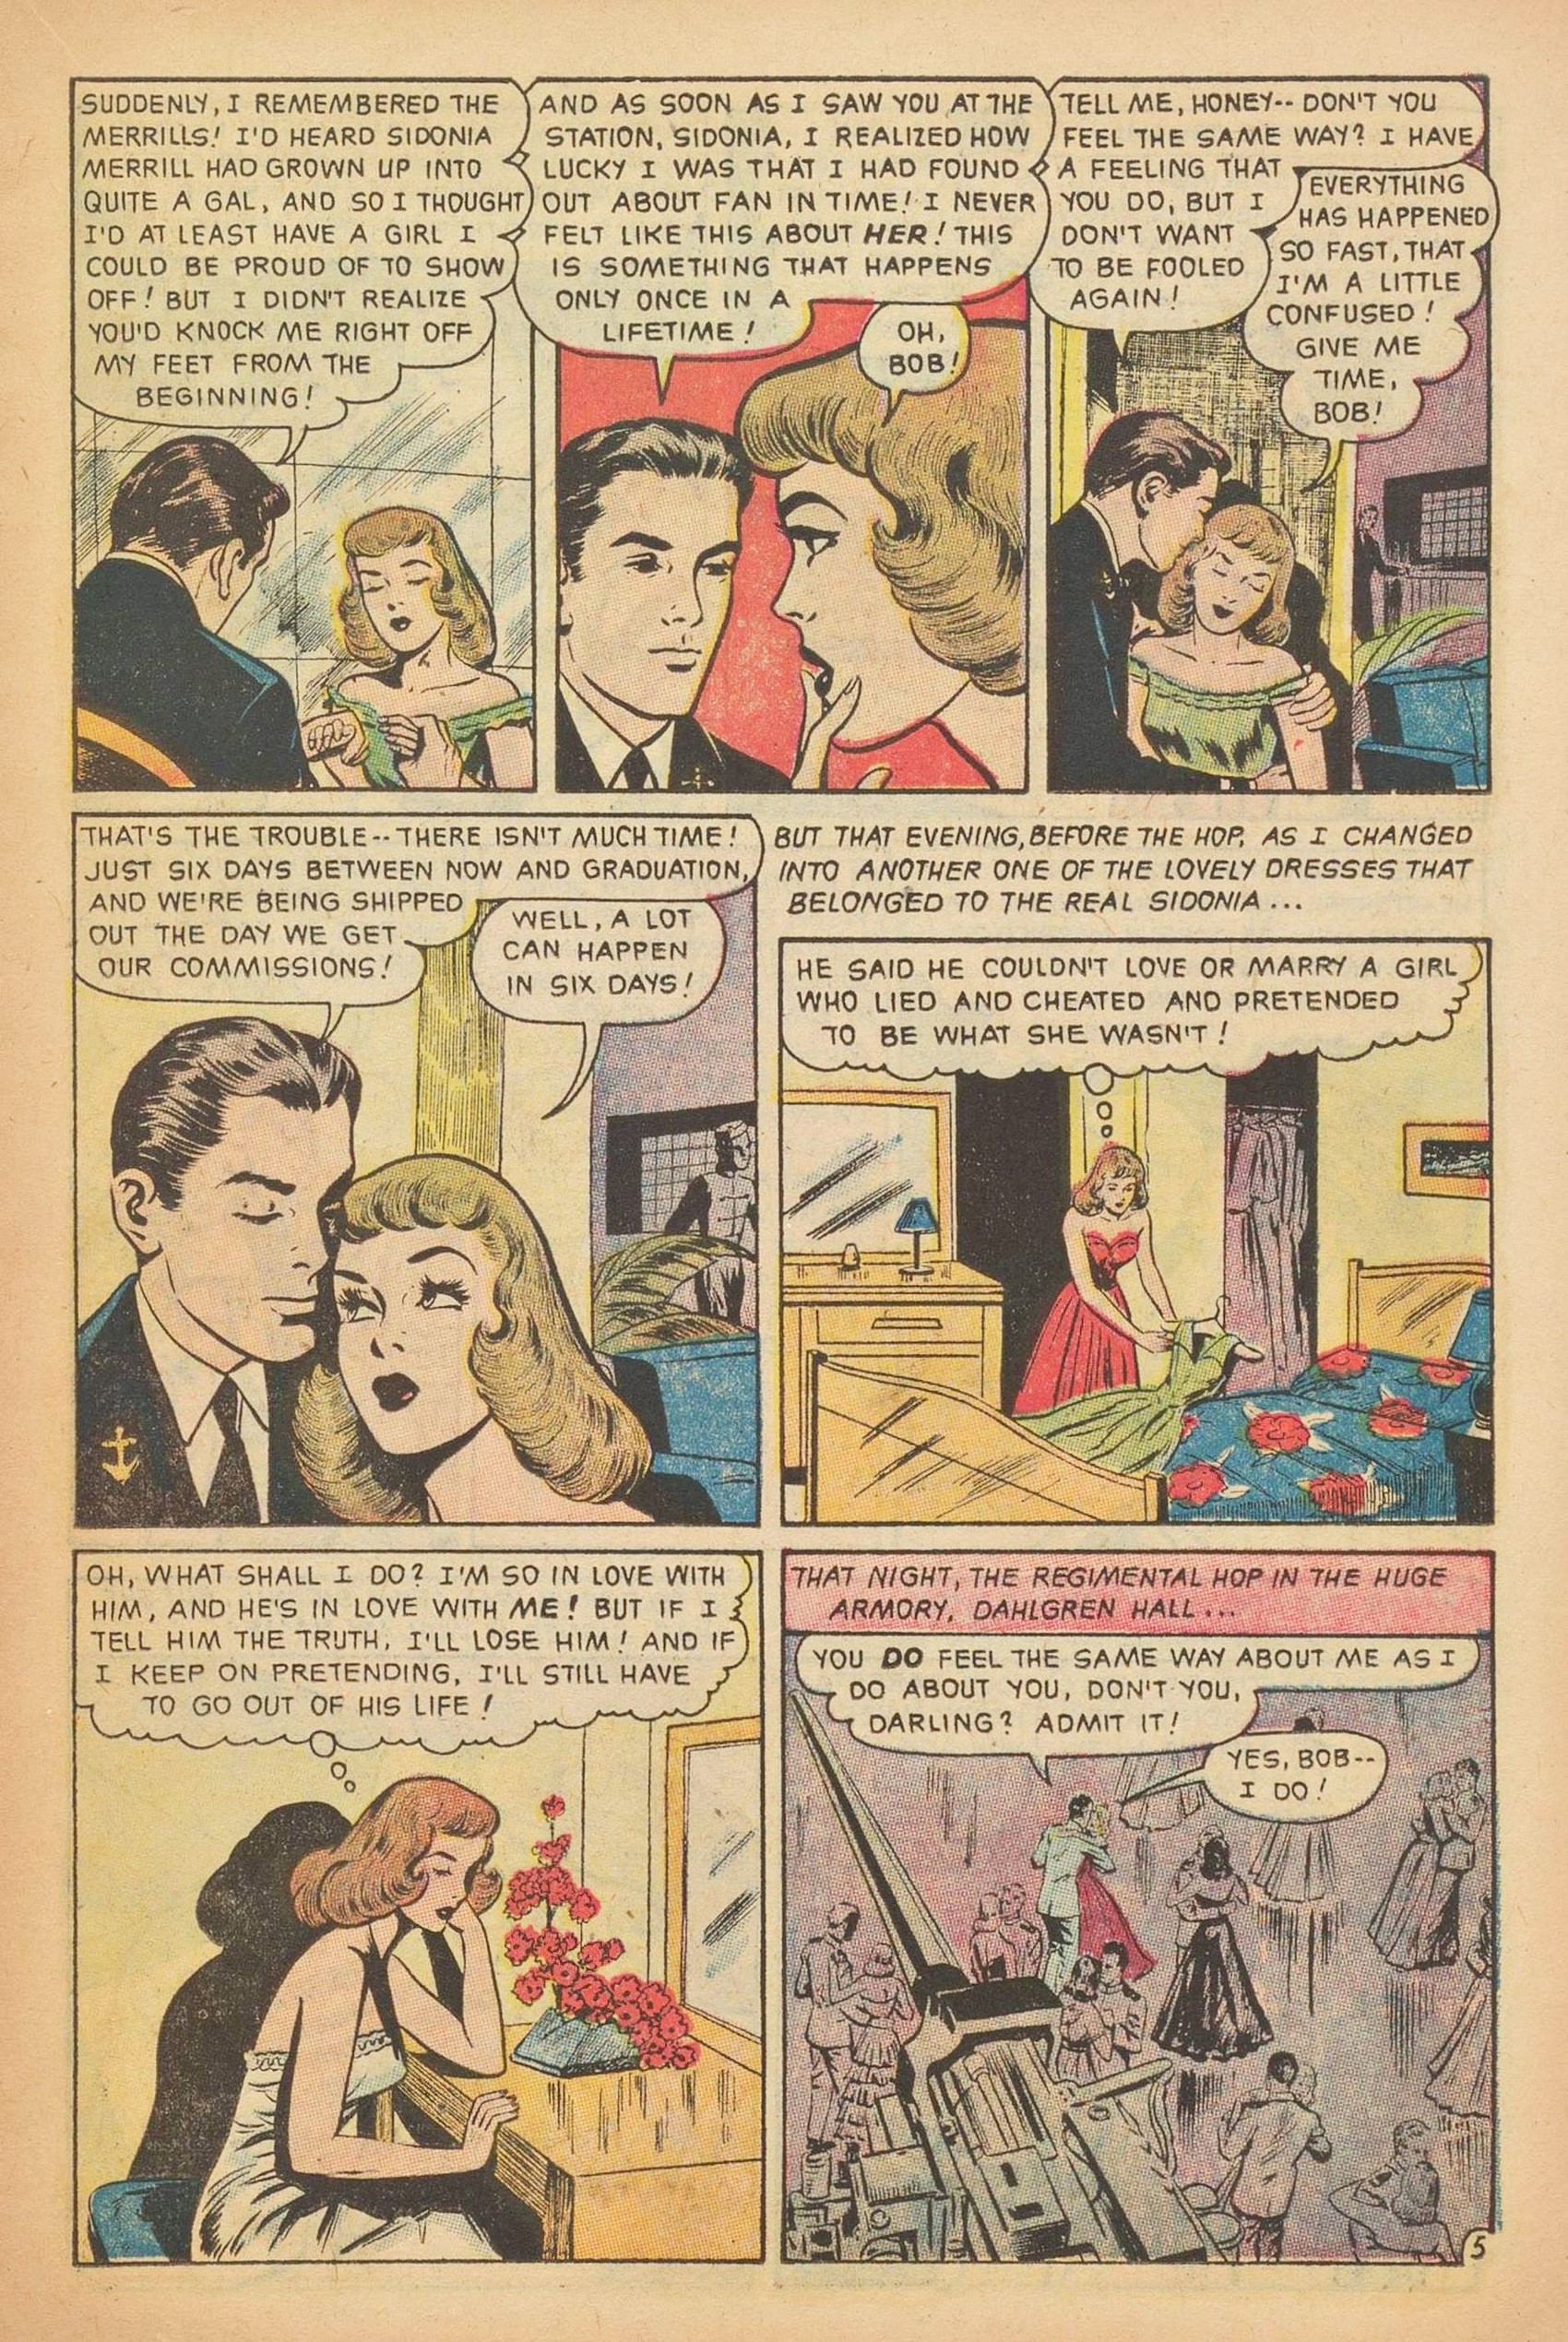 SUDDENLY, I REMEMBERED THE
MERRILLS! I'D HEARD SIDONIA
MERRILL HAD GROWN UP INTO
QUITE A GAL, AND SO I THOUGHT
I'D AT LEAST HAVE A GIRL I
COULD BE PROUD OF TO SHOW
OFF! BUT I DIDN'T REALIZE
YOU'D KNOCK ME RIGHT OFF
MY FEET FROM THE
BEGINNING!
AND AS SOON AS I SAW YOU AT THE
STATION, SIDONIA, I REALIZED HOW
LUCKY I WAS THAT I HAD FOUND
OUT ABOUT FAN IN TIME! I NEVER
FELT LIKE THIS ABOUT HER! THIS
IS SOMETHING THAT HAPPENS
ONLY ONCE IN A
LIFETIME!
OH,
BOB!
TELL ME, HONEY-- DON'T YOU
FEEL THE SAME WAY? I HAVE
A FEELING THAT
YOU DO, BUT I
DON'T WANT
TO BE FOOLED
AGAIN!
EVERYTHING
HAS HAPPENED
SO FAST, THAT
I'M A LITTLE
CONFUSED!
GIVE ME
TIME,
BOB!
THAT'S THE TROUBLE-- THERE ISN'T MUCH TIME!
JUST SIX DAYS BETWEEN NOW AND GRADUATION,
AND WE'RE BEING SHIPPED
OUT THE DAY WE GET
OUR COMMISSIONS!
WELL, A LOT
CAN HAPPEN
IN SIX DAYS!
BUT THAT EVENING, BEFORE THE HOP, AS I CHANGED
INTO ANOTHER ONE OF THE LOVELY DRESSES THAT
BELONGED TO THE REAL SIDONIA...
HE SAID HE COULDN'T LOVE OR MARRY A GIRL
WHO LIED AND CHEATED AND PRETENDED
TO BE WHAT SHE WASN'T!
OH, WHAT SHALL I DO? I'M SO IN LOVE WITH
HIM, AND HE'S IN LOVE WITH ME! BUT IF I
TELL HIM THE TRUTH, I'LL LOSE HIM! AND IF
I KEEP ON PRETENDING, I'LL STILL HAVE
TO GO OUT OF HIS LIFE!
THAT NIGHT, THE REGIMENTAL HOP IN THE HUGE
ARMORY, DAHLGREN HALL...
YOU DO FEEL THE SAME WAY ABOUT ME AS I
DO ABOUT YOU, DON'T YOU,
DARLING? ADMIT IT!
YES, BOB--
I DO!
5